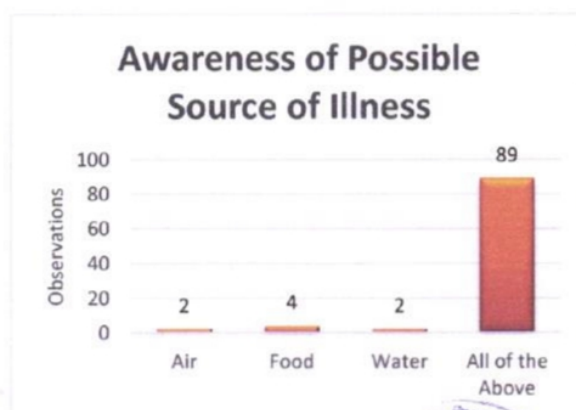 Awareness of Possible
Source of Illness
100
80
60
40
20
0
Observations
2
4
2
89
Air
Food
Water
All of the
Above